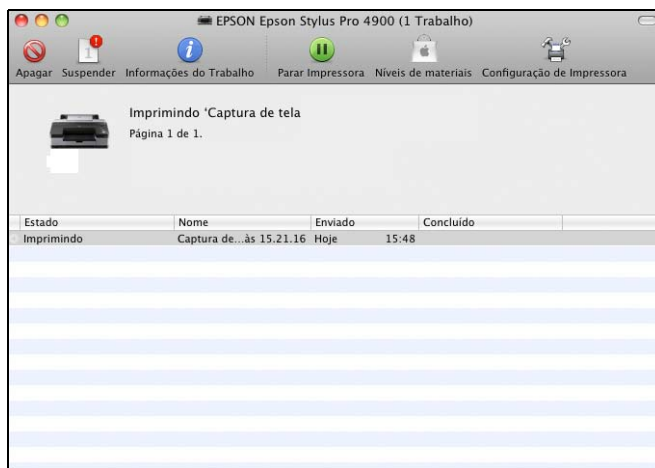 EPSON Epson Stylus Pro 4900 (1 Trabalho)
Apagar Suspender Informações do Trabalho Parar Impressora Níveis de materiais Configuração de Impressora
Imprimindo "Captura de tela
Página 1 de 1.
Estado Nome Enviado Concluído
Imprimindo Captura de...às 15.21.16 Hoje 15:48